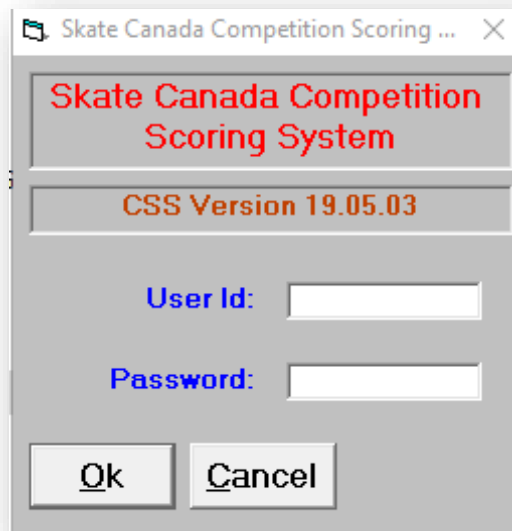 Skate Canada Competition Scoring ...
Skate Canada Competition
Scoring System
CSS Version 19.05.03
User Id:
Password:
Ok
Cancel